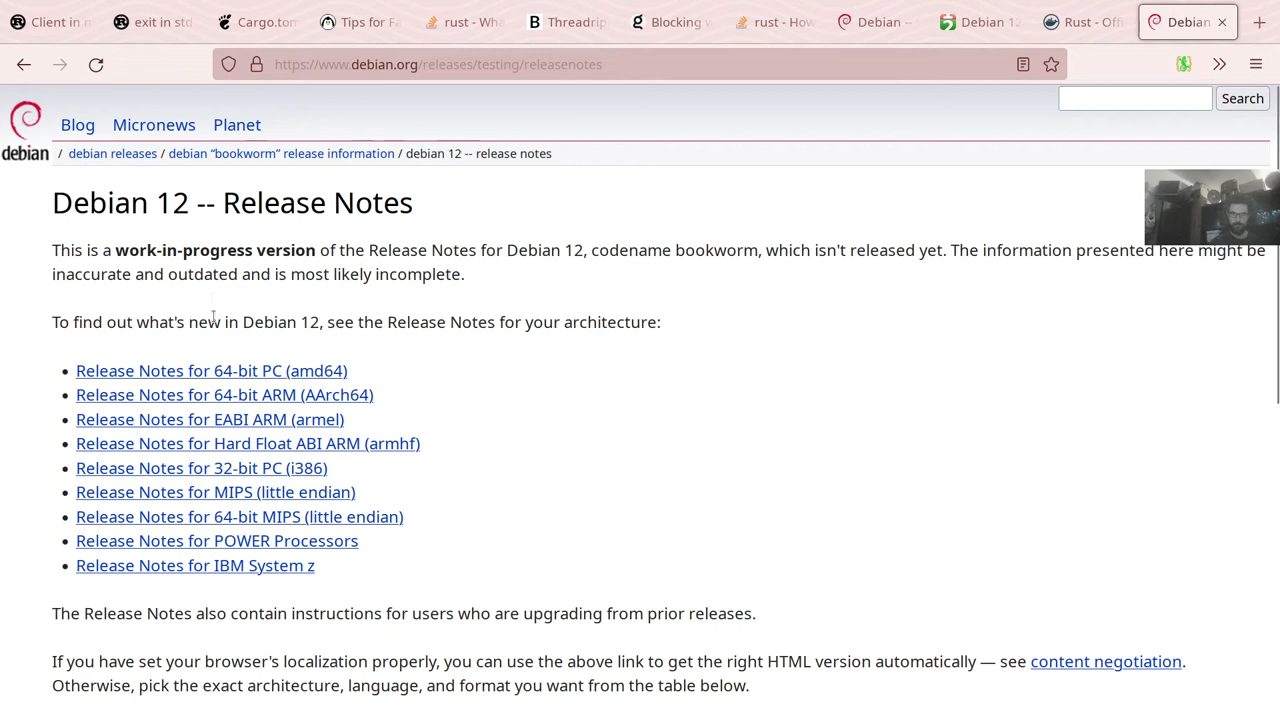 Client in r
exit in std
Cargo.tom
Tips for Fa
rust - Wha
Threadrip
Blocking v
rust - How
Debian --
Debian 12
Rust - Offi
Debian
https://www.debian.org/releases/testing/releasenotes
Search
Blog Micronews Planet
debian / debian releases / debian “bookworm” release information / debian 12 -- release notes
Debian 12 -- Release Notes
This is a work-in-progress version of the Release Notes for Debian 12, codename bookworm, which isn't released yet. The information presented here might be
inaccurate and outdated and is most likely incomplete.
To find out what's new in Debian 12, see the Release Notes for your architecture:
Release Notes for 64-bit PC (amd64)
Release Notes for 64-bit ARM (AArch64)
Release Notes for EABI ARM (armel)
Release Notes for Hard Float ABI ARM (armhf)
Release Notes for 32-bit PC (i386)
Release Notes for MIPS (little endian)
Release Notes for 64-bit MIPS (little endian)
Release Notes for POWER Processors
Release Notes for IBM System z
The Release Notes also contain instructions for users who are upgrading from prior releases.
If you have set your browser's localization properly, you can use the above link to get the right HTML version automatically — see content negotiation.
Otherwise, pick the exact architecture, language, and format you want from the table below.